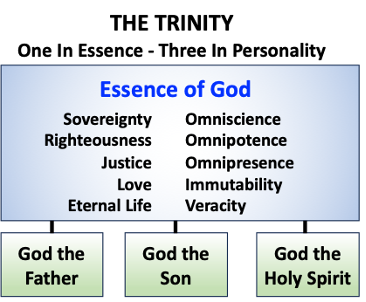 THE TRINITY
One In Essence - Three In Personality
Essence of God
Sovereignty Omniscience
Righteousness Omnipotence
Justice Omnipresence
Love Immutability
Eternal Life Veracity
God the God the God the
Father Son Holy Spirit